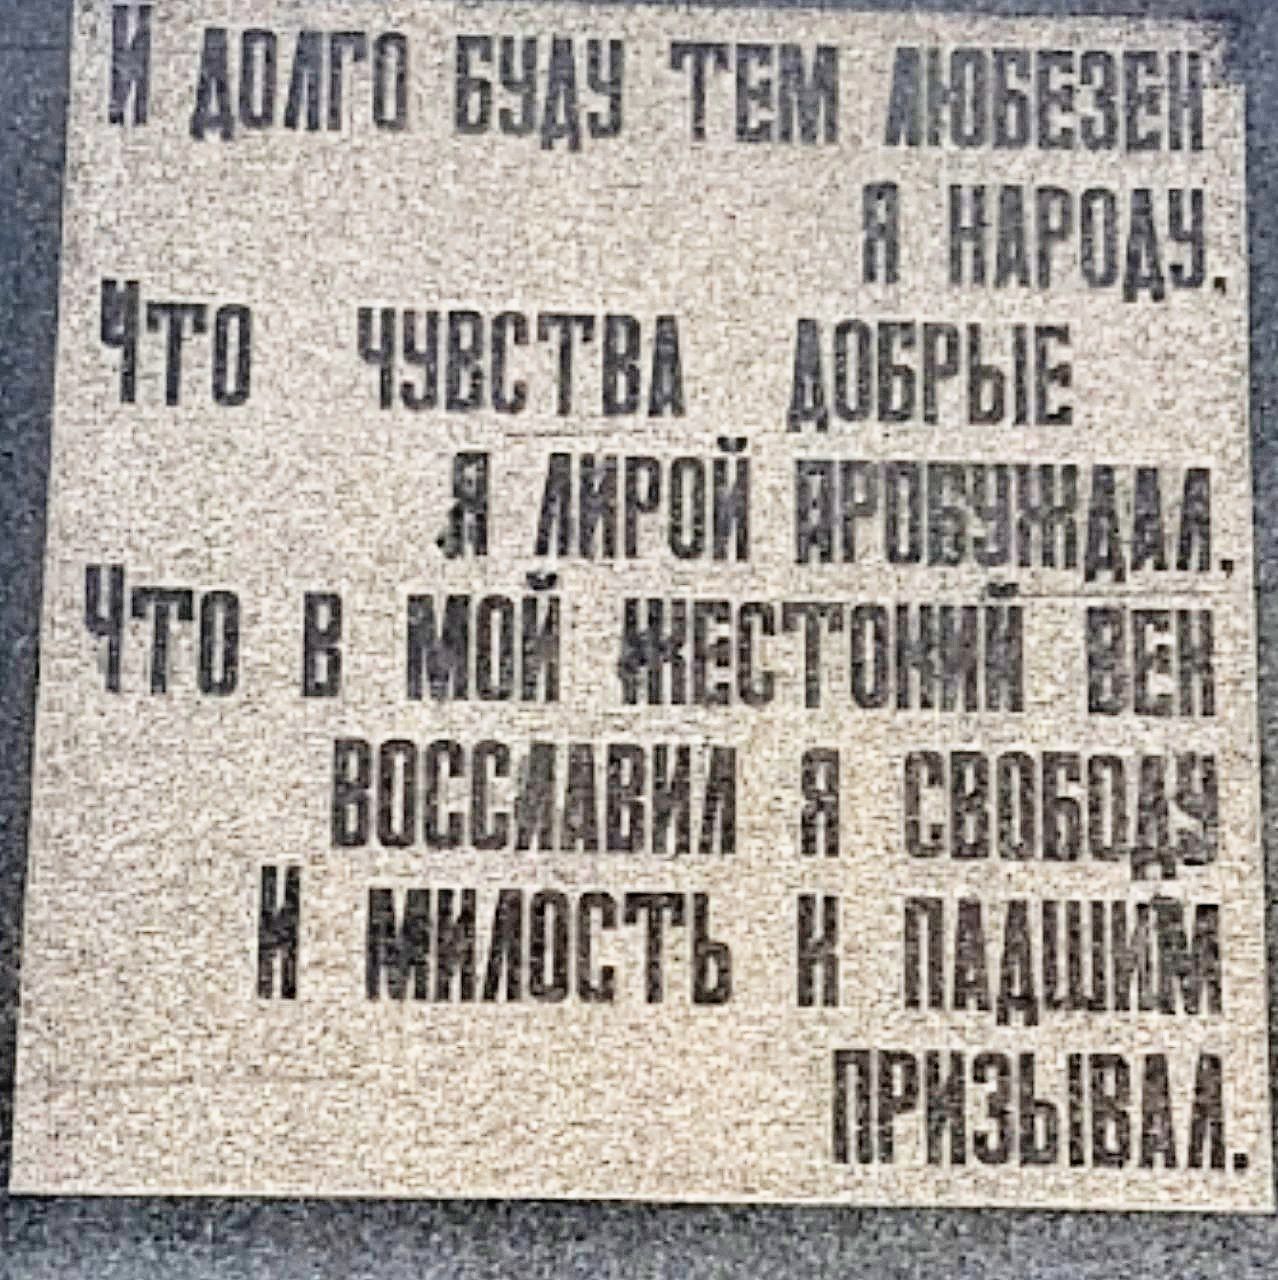 И ДОЛГО БУДУ ТЕМ ЛЮБЕЗЕН
Я НАРОДУ,
ЧТО ЧУВСТВА ДОБРЫЕ
Я ЛИРОЙ ПРОБУЖДАЛ,
ЧТО В МОЙ ЖЕСТОКИЙ ВЕК
ВОССЛАВИЛ Я СВОБОДУ
И МИЛОСТЬ К ПАДШИМ
ПРИЗЫВАЛ.